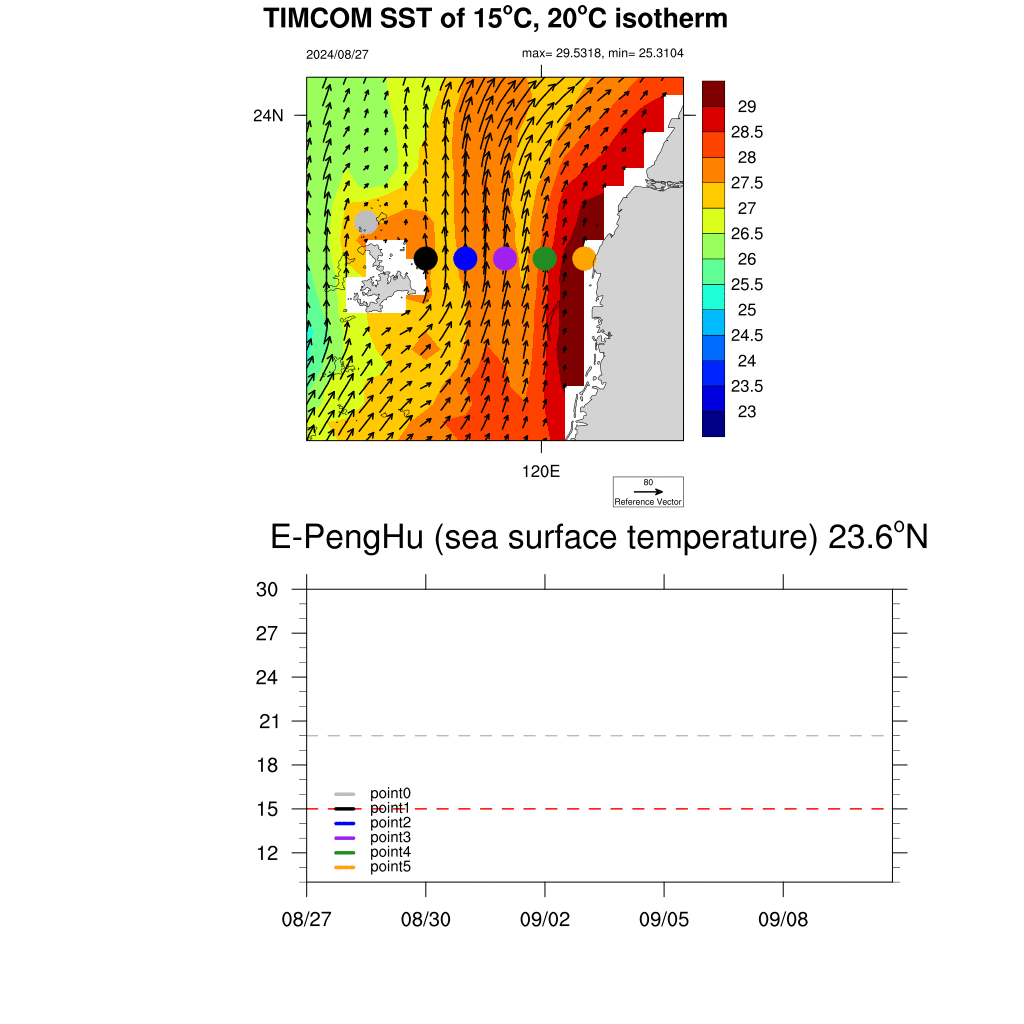 TIMCOM SST of 15°C, 20°C isotherm
2024/08/27
max= 29.5318, min= 25.3104
24N
120E
29
28.5
28
27.5
27
26.5
26
25.5
25
24.5
24
23.5
23
80
Reference Vector
E-PengHu (sea surface temperature) 23.6°N
30
27
24
21
18
15
12
point0
point1
point2
point3
point4
point5
08/27 08/30 09/02 09/05 09/08